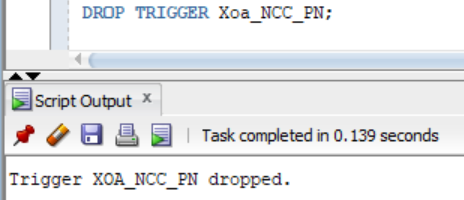 DROP TRIGGER Xoa_NCC_PN;
Script Output x
Task completed in 0.139 seconds
Trigger XOA_NCC_PN dropped.